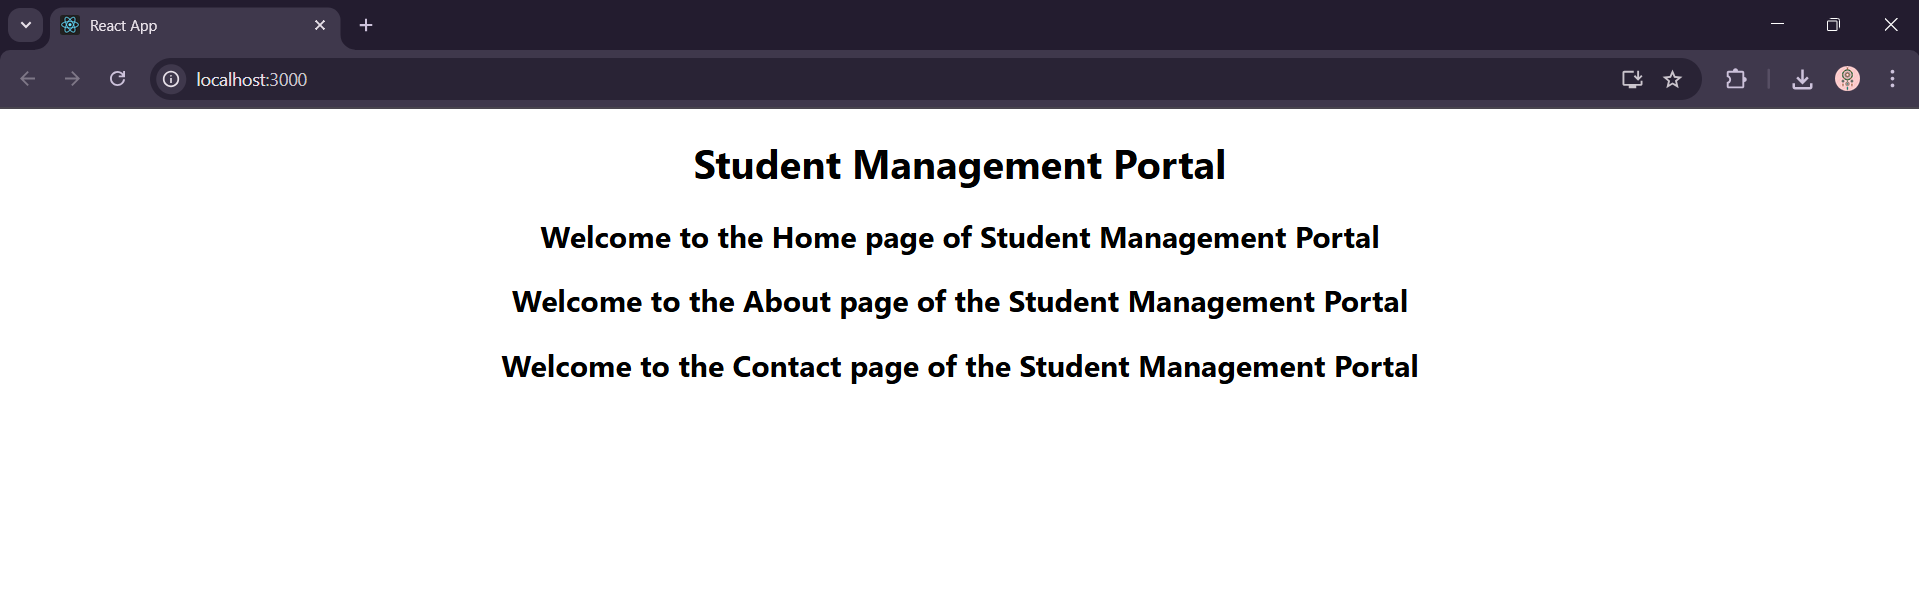 React App
localhost:3000
Student Management Portal
Welcome to the Home page of Student Management Portal
Welcome to the About page of the Student Management Portal
Welcome to the Contact page of the Student Management Portal